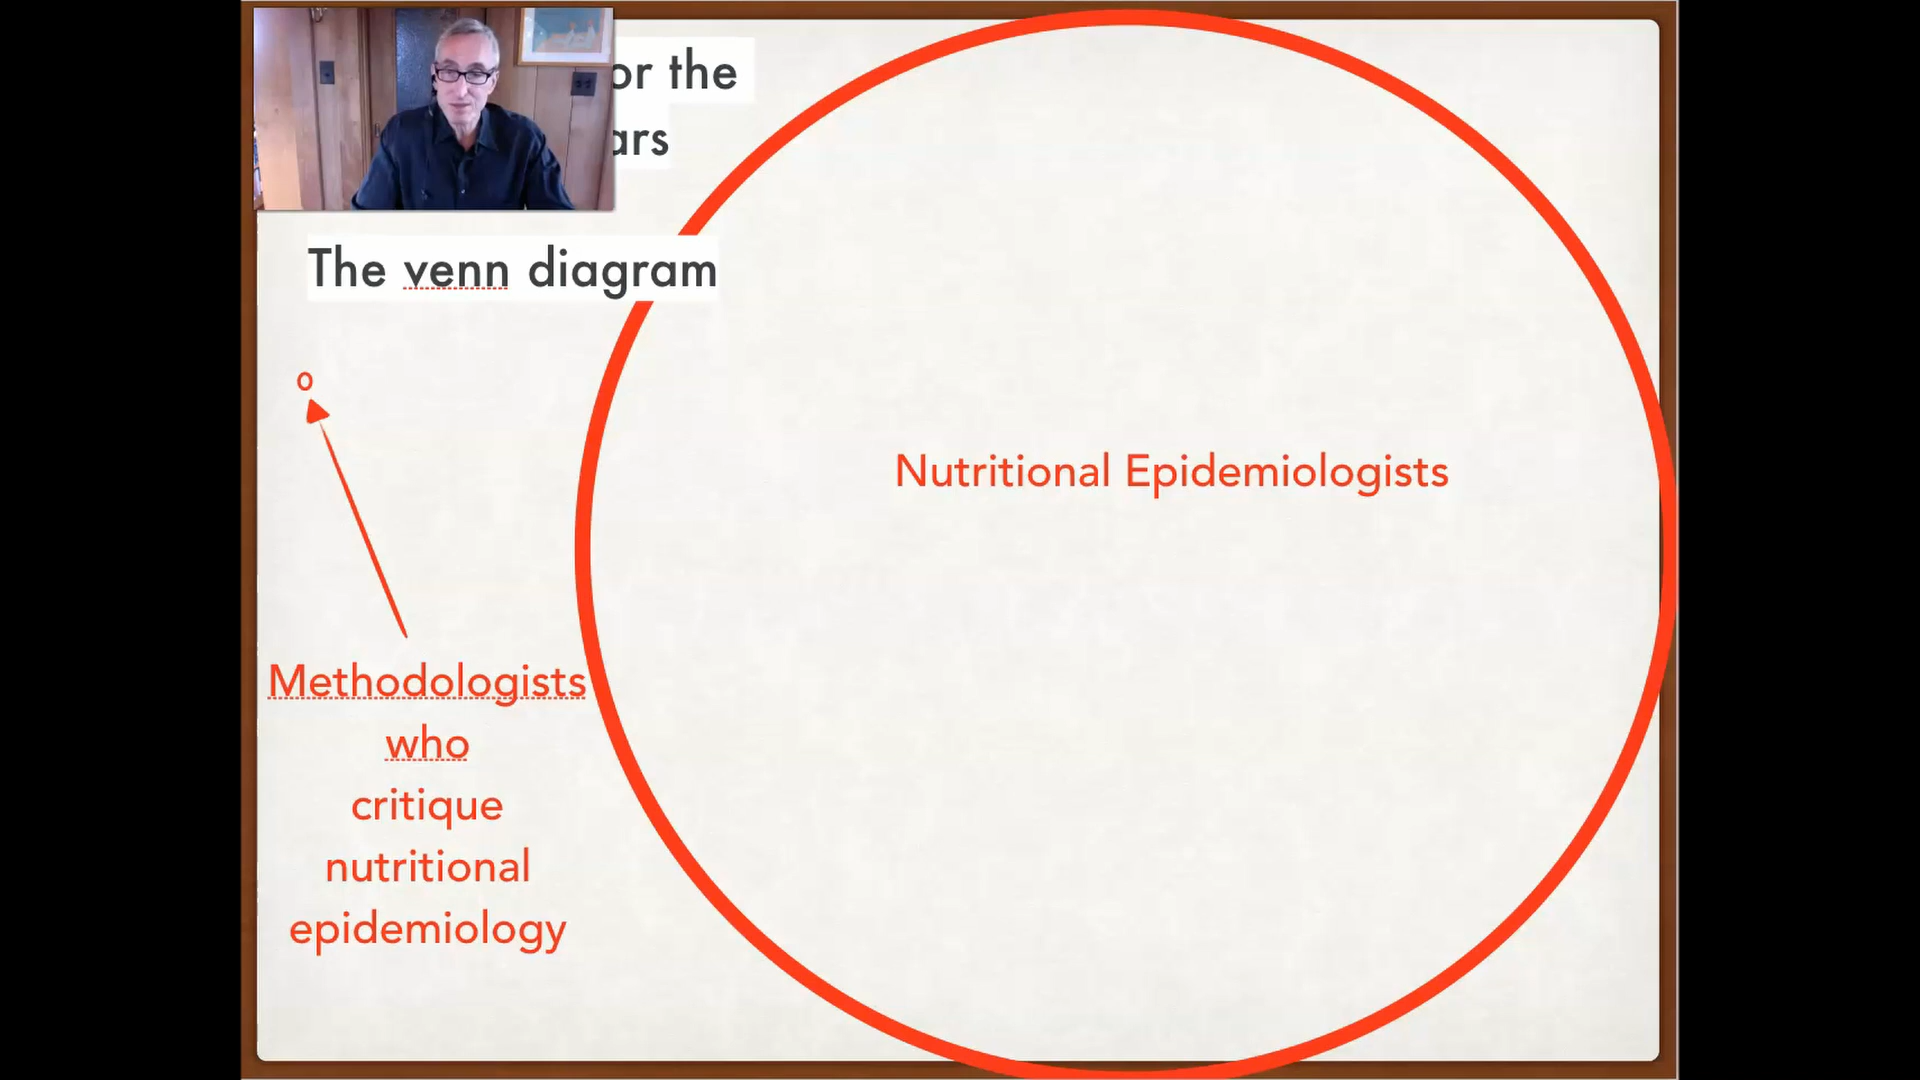 or the
ars
The venn diagram
Nutritional Epidemiologists
Methodologists
who
critique
nutritional
epidemiology